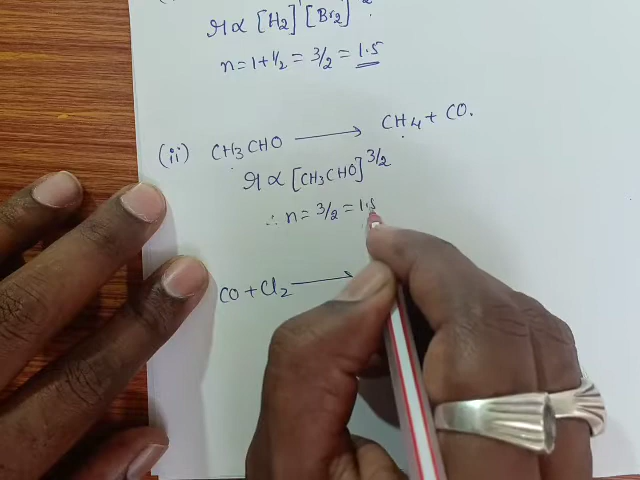 r ∝ [H₂]¹ [Br₂]
n = 1 + 1/2 = 3/2 = 1.5
(ii) CH₃CHO ⟶ CH₄ + CO.
r ∝ [CH₃CHO]^3/2
∴ n = 3/2 = 1.5
CO + Cl₂ ⟶